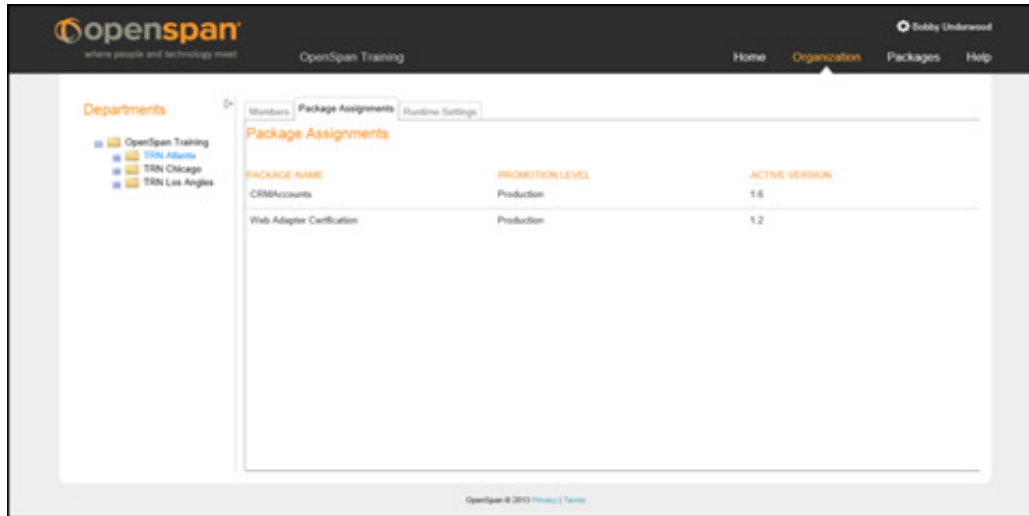 openspan
where people and technology meet
Bobby Underwood
OpenSpan Training
Home Organization Packages Help
Departments
OpenSpan Training
TRN Atlanta
TRN Chicago
TRN Los Angles
Members Package Assignments Runtime Settings
Package Assignments
PACKAGE NAME PROMOTION LEVEL ACTIVE VERSION
CRMAccounts Production 1.6
Web Adapter Certfication Production 1.2
OpenSpan © 2013 Privacy | Terms